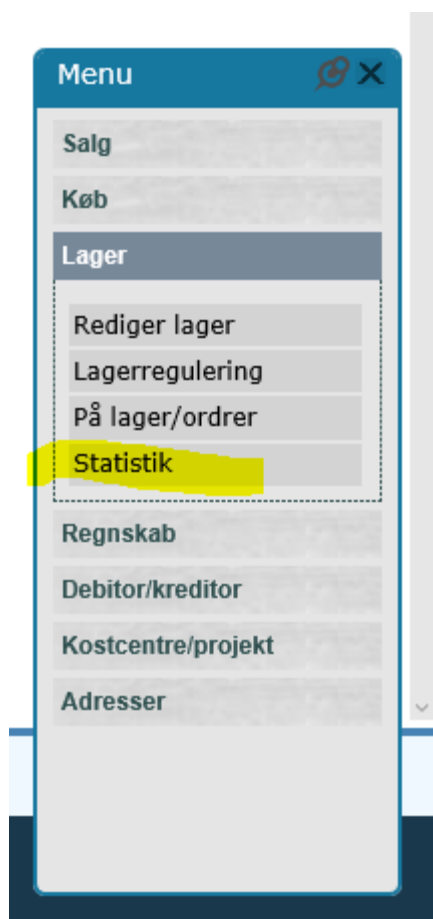 Menu
Salg
Køb
Lager
Rediger lager
Lagerregulering
På lager/ordrer
Statistik
Regnskab
Debitor/kreditor
Kostcentre/projekt
Adresser